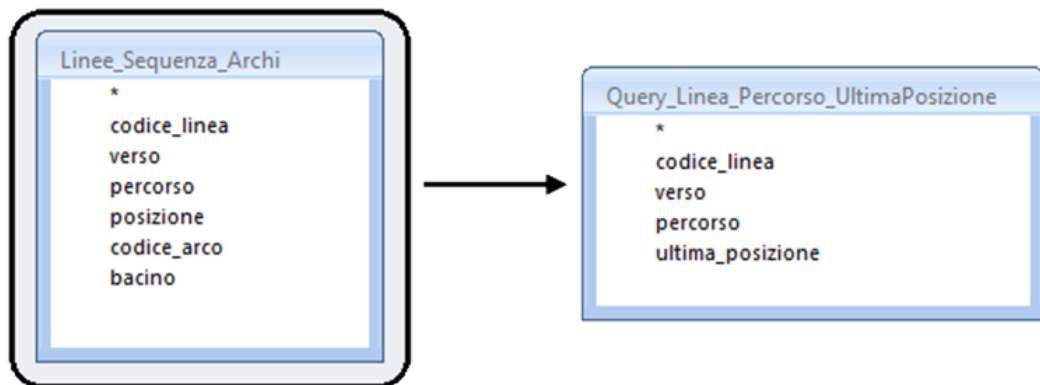 Linee_Sequenza_Archi
*
codice_linea
verso
percorso
posizione
codice_arco
bacino
Query_Linea_Percorso_UltimaPosizione
*
codice_linea
verso
percorso
ultima_posizione